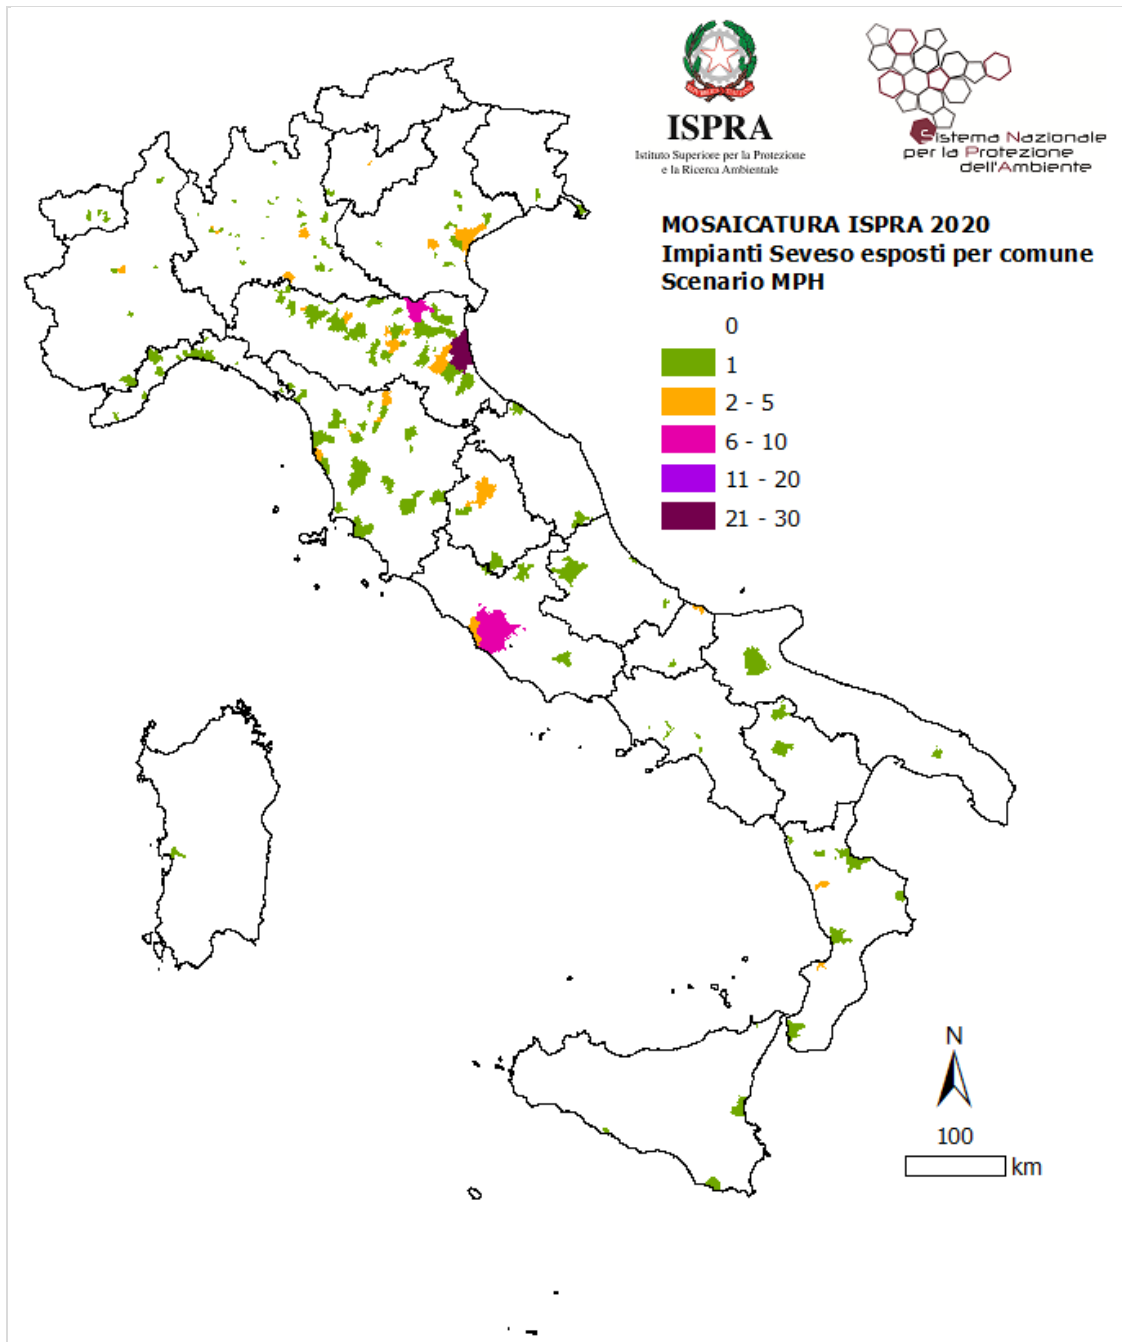 ISPRA
Istituto Superiore per la Protezione
e la Ricerca Ambientale
Sistema Nazionale
per la Protezione
dell'Ambiente
MOSAICATURA ISPRA 2020
Impianti Seveso esposti per comune
Scenario MPH
0
1
2 - 5
6 - 10
11 - 20
21 - 30
N
100
km